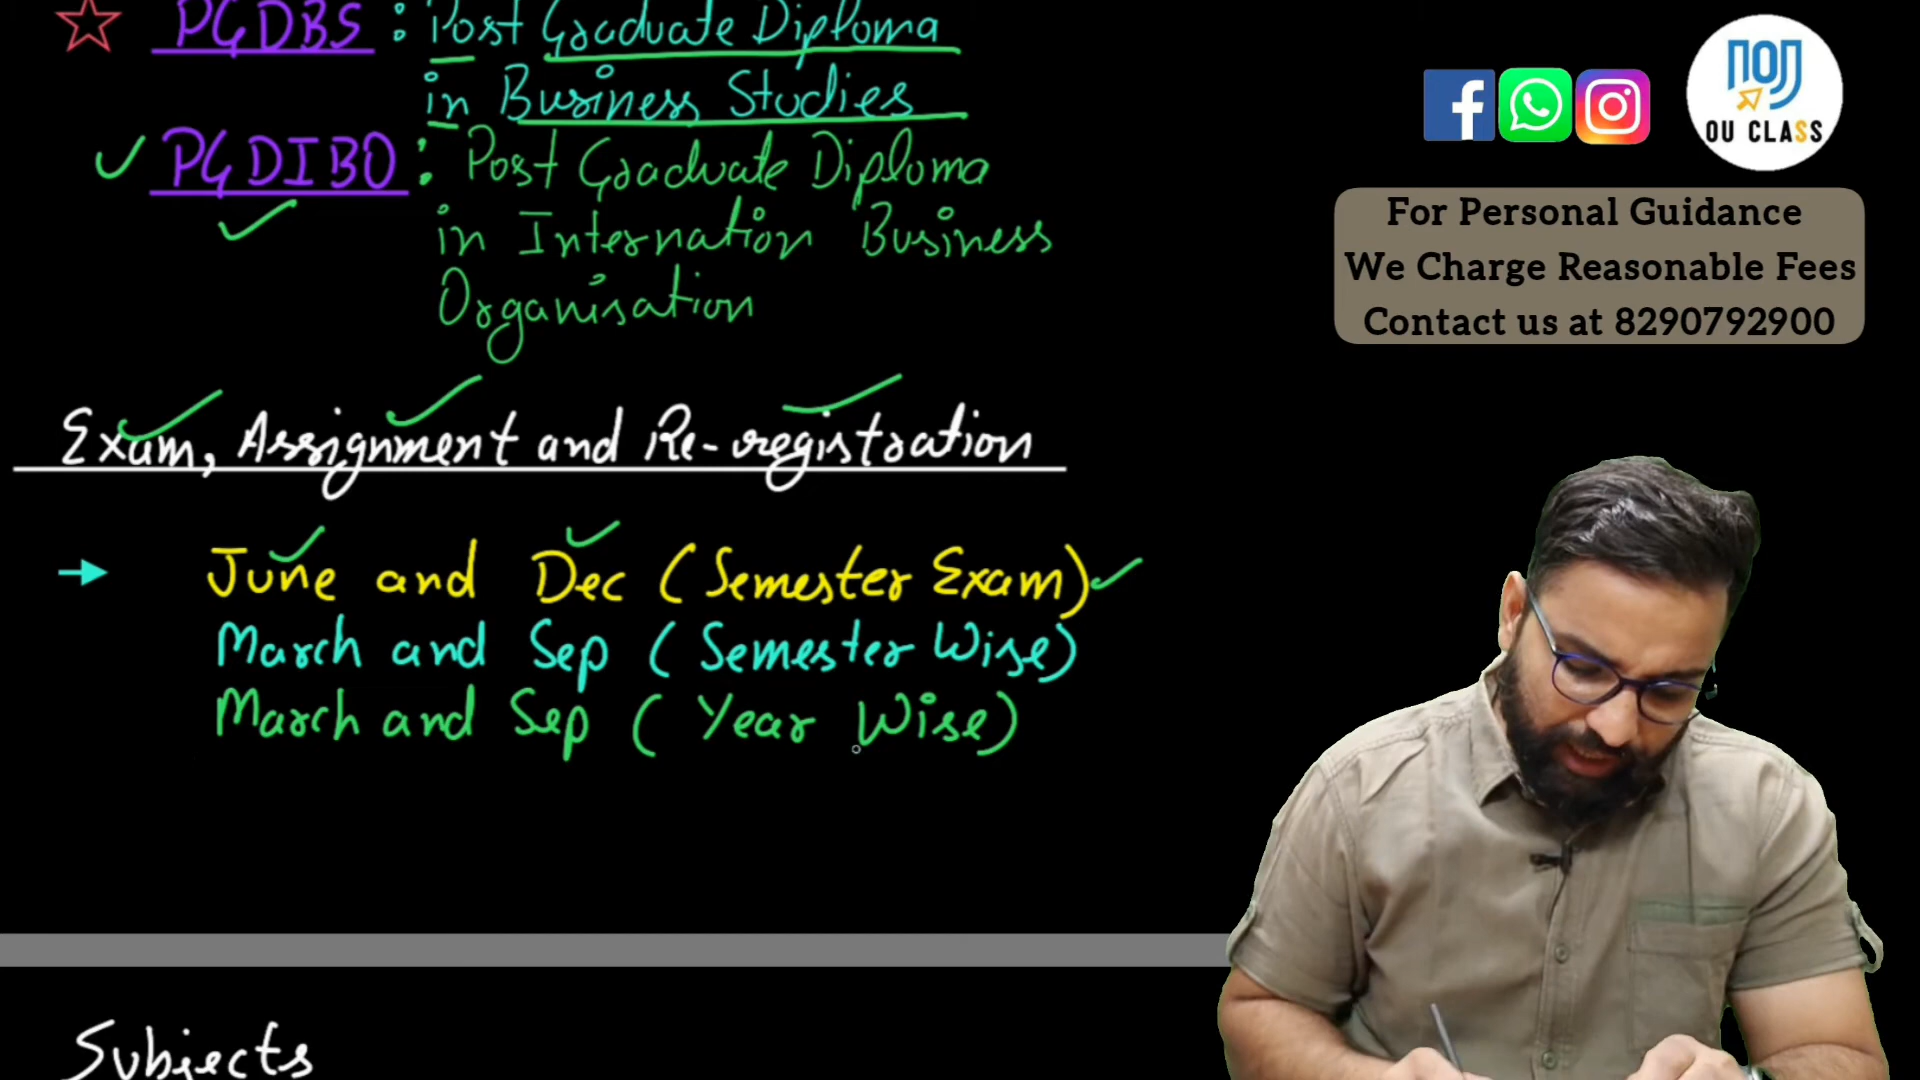 PGDBS : Post Graduate Diploma
in Business Studies
PGDIBO : Post Graduate Diploma
in Internation Business
Organisation
Exam, Assignment and Re-registration
June and Dec (Semester Exam)
March and Sep (Semester Wise)
March and Sep (Year Wise)
Subjects
OU CLASS
For Personal Guidance
We Charge Reasonable Fees
Contact us at 8290792900